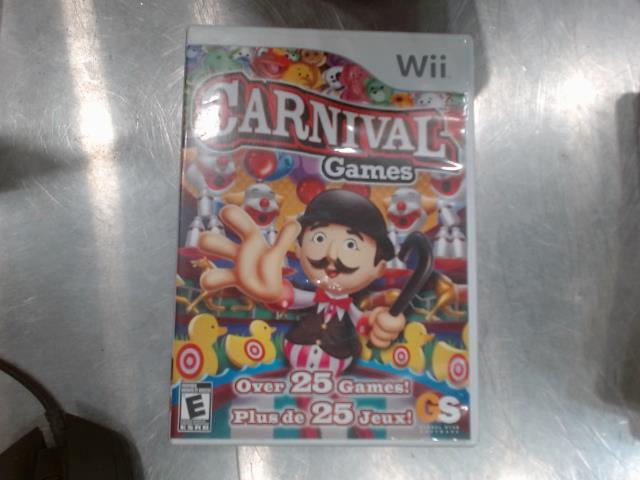 Wii
CARNIVAL
Games
Over 25 Games!
Plus de 25 Jeux!
E
ESRB
GS